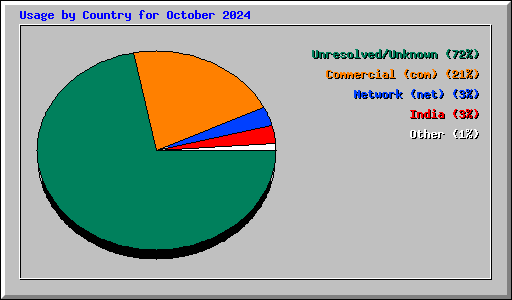 Usage by Country for October 2024
Unresolved/Unknown (72%)
Commercial (com) (21%)
Network (net) (3%)
India (3%)
Other (1%)